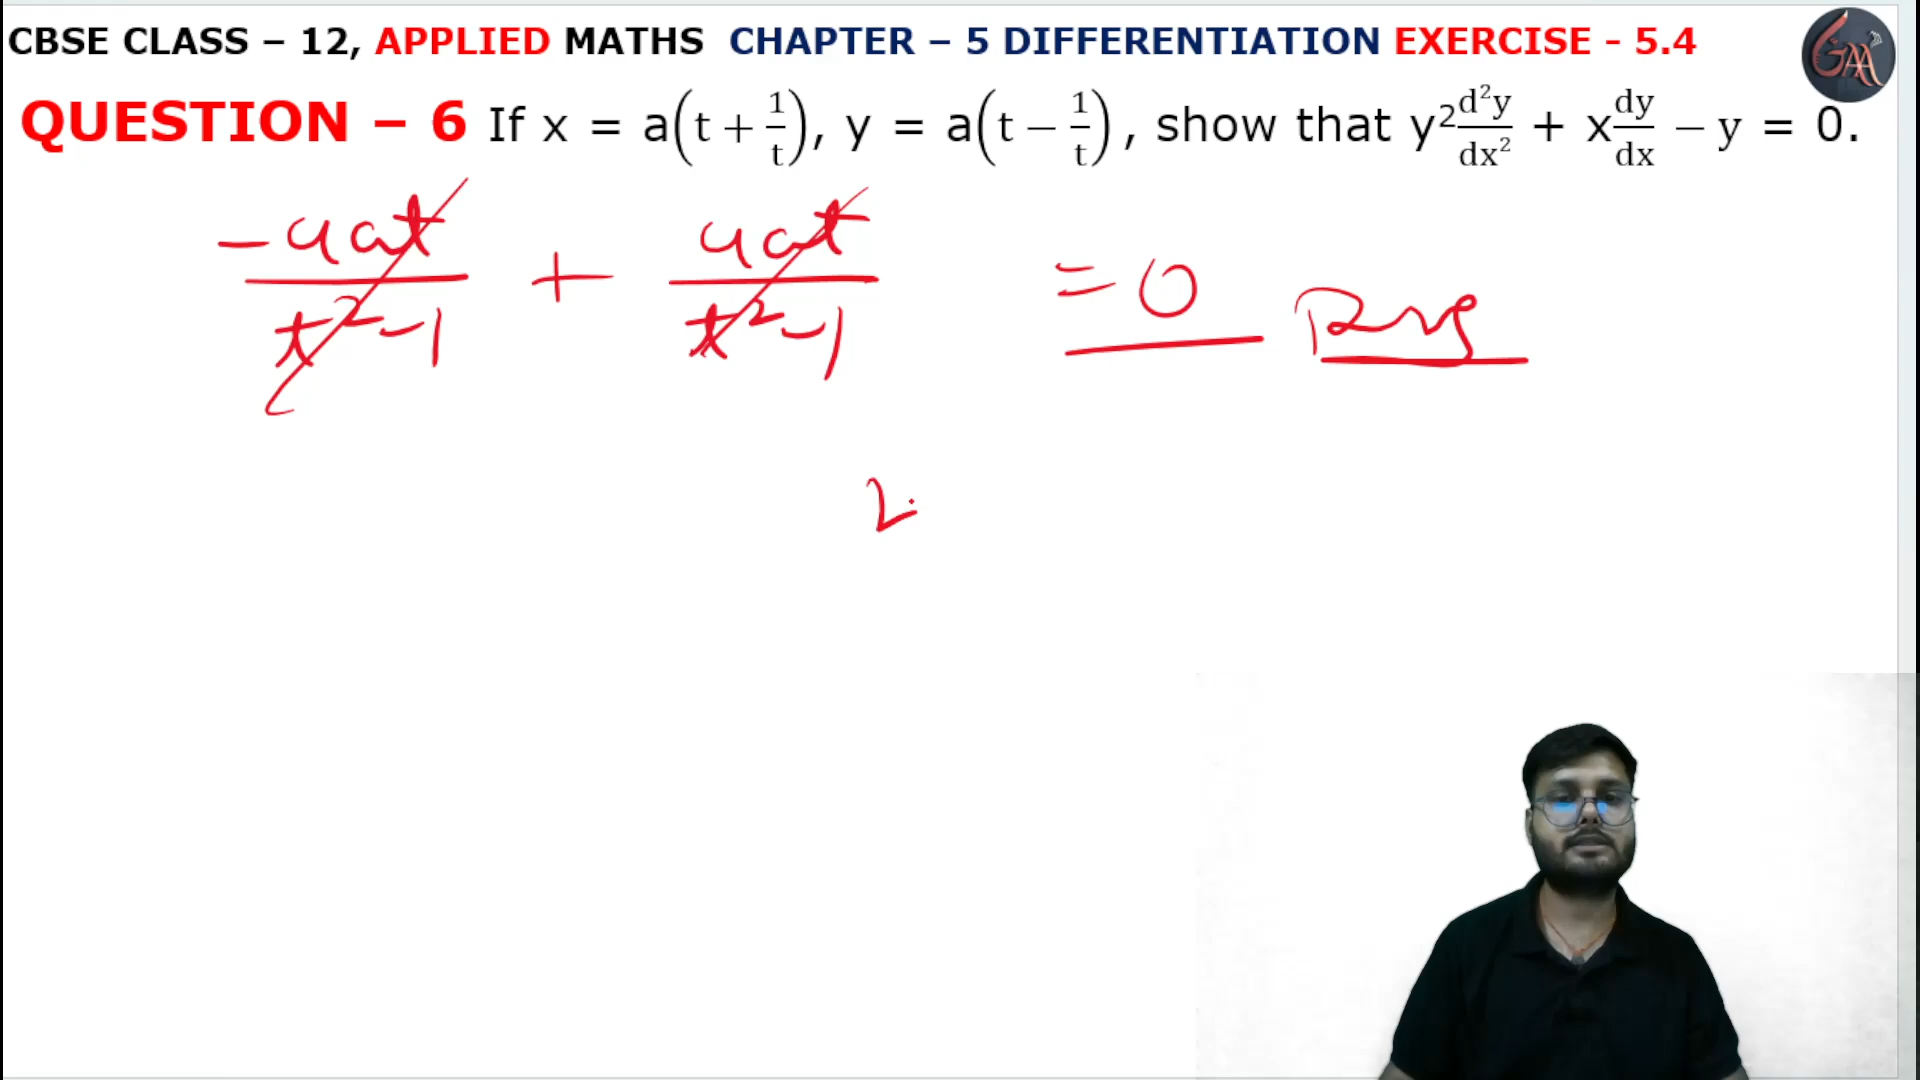 CBSE CLASS – 12, APPLIED MATHS CHAPTER – 5 DIFFERENTIATION EXERCISE - 5.4
QUESTION – 6 If x = a(t + 1/t), y = a(t − 1/t), show that y² d²y/dx² + x dy/dx − y = 0.
−4at/t²−1 + 4at/t²−1 = 0
2